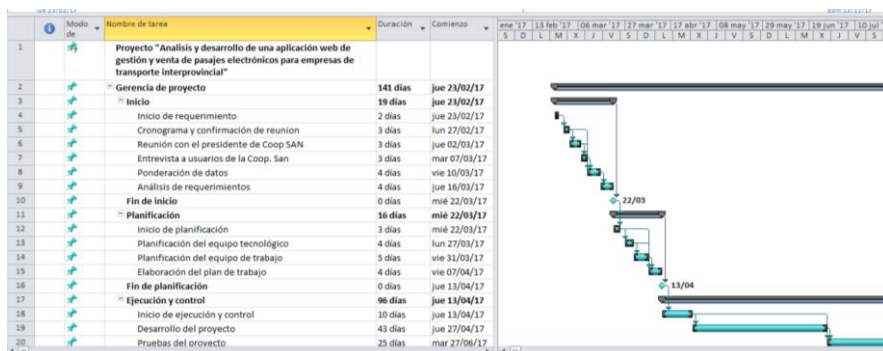 Modo de
Nombre de tarea
Duración
Comienzo
ene '17 13 feb '17 06 mar '17 27 mar '17 17 abr '17 08 may '17 29 may '17 19 jun '17 10 jul
S D L M X J V S D L M X J V S D L M X
1 Proyecto "Analisis y desarrollo de una aplicación web de
gestión y venta de pasajes electrónicos para empresas de
transporte interprovincial"
2 Gerencia de proyecto 141 días jue 23/02/17
3 Inicio 19 días jue 23/02/17
4 Inicio de requerimiento 2 días jue 23/02/17
5 Cronograma y confirmación de reunion 3 días lun 27/02/17
6 Reunión con el presidente de Coop SAN 3 días jue 02/03/17
7 Entrevista a usuarios de la Coop. San 3 días mar 07/03/17
8 Ponderación de datos 4 días vie 10/03/17
9 Análisis de requerimientos 4 días jue 16/03/17
10 Fin de inicio 0 días mié 22/03/17 22/03
11 Planificación 16 días mié 22/03/17
12 Inicio de planificación 3 días mié 22/03/17
13 Planificación del equipo tecnológico 4 días lun 27/03/17
14 Planificación del equipo de trabajo 5 días vie 31/03/17
15 Elaboración del plan de trabajo 4 días vie 07/04/17
16 Fin de planificación 0 días jue 13/04/17 13/04
17 Ejecución y control 96 días jue 13/04/17
18 Inicio de ejecución y control 10 días jue 13/04/17
19 Desarrollo del proyecto 43 días jue 27/04/17
20 Pruebas del proyecto 25 días mar 27/06/17